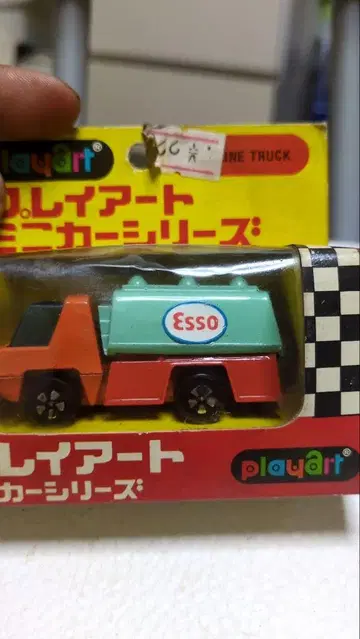 playart®
INE TRUCK
プレイアート
ミニカーシリーズ
Esso
レイアート
カーシリーズ
playart®